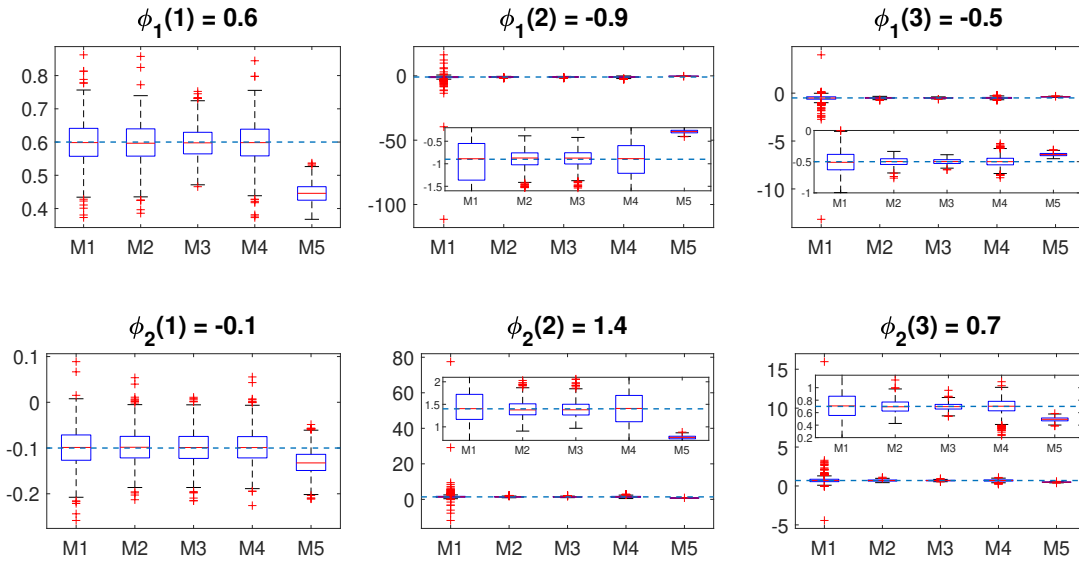 ϕ₁(1) = 0.6
0.8
0.7
0.6
0.5
0.4
M1 M2 M3 M4 M5
ϕ₁(2) = -0.9
0
-50
-100
-0.5
-1
-1.5
M1 M2 M3 M4 M5
M1 M2 M3 M4 M5
ϕ₁(3) = -0.5
0
-5
-10
0
-0.5
-1
M1 M2 M3 M4 M5
M1 M2 M3 M4 M5
ϕ₂(1) = -0.1
0.1
0
-0.1
-0.2
M1 M2 M3 M4 M5
ϕ₂(2) = 1.4
80
60
40
20
0
2
1.5
1
M1 M2 M3 M4 M5
M1 M2 M3 M4 M5
ϕ₂(3) = 0.7
15
10
5
0
-5
1
0.8
0.6
0.4
0.2
M1 M2 M3 M4 M5
M1 M2 M3 M4 M5